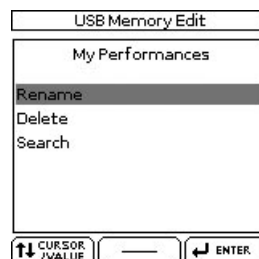 USB Memory Edit
My Performances
Rename
Delete
Search
CURSOR
/VALUE
ENTER